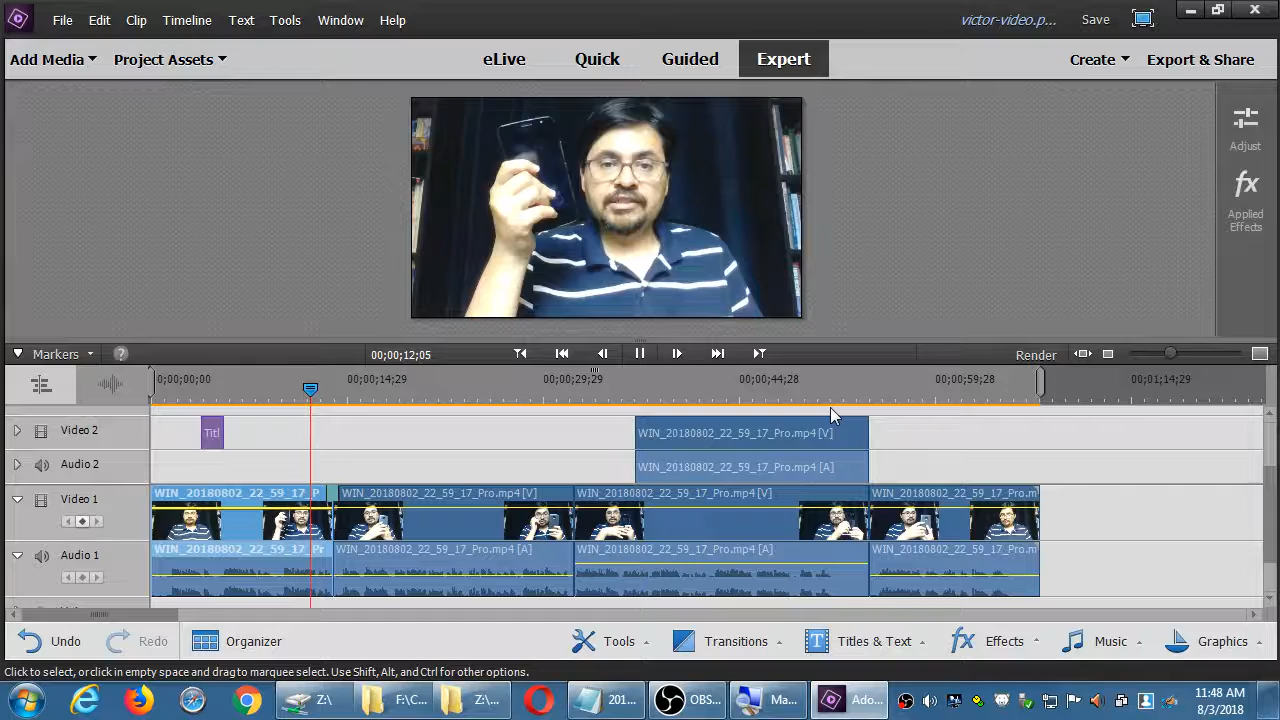 File Edit Clip Timeline Text Tools Window Help victor-video.p... Save
Add Media Project Assets eLive Quick Guided Expert Create Export & Share
Adjust
fx
Applied
Effects
Markers ? 00;00;12;05 Render
0;00;00;00 00;00;14;29 00;00;29;29 00;00;44;28 00;00;59;28 00;01;14;29
Video 2 Titl WIN_20180802_22_59_17_Pro.mp4 [V]
Audio 2 WIN_20180802_22_59_17_Pro.mp4 [A]
Video 1 WIN_20180802_22_59_17_P WIN_20180802_22_59_17_Pro.mp4 [V] WIN_20180802_22_59_17_Pro.mp4 [V] WIN_20180802_22_59_17_Pro.m
Audio 1 WIN_20180802_22_59_17_Pr WIN_20180802_22_59_17_Pro.mp4 [A] WIN_20180802_22_59_17_Pro.mp4 [A] WIN_20180802_22_59_17_Pro.m
Undo Redo Organizer Tools Transitions T Titles & Text fx Effects Music Graphics
Click to select, or click in empty space and drag to marquee select. Use Shift, Alt, and Ctrl for other options.
Z:\ F:\C... Z:\... 201... OBS... Ma... Ado... 11:48 AM
8/3/2018